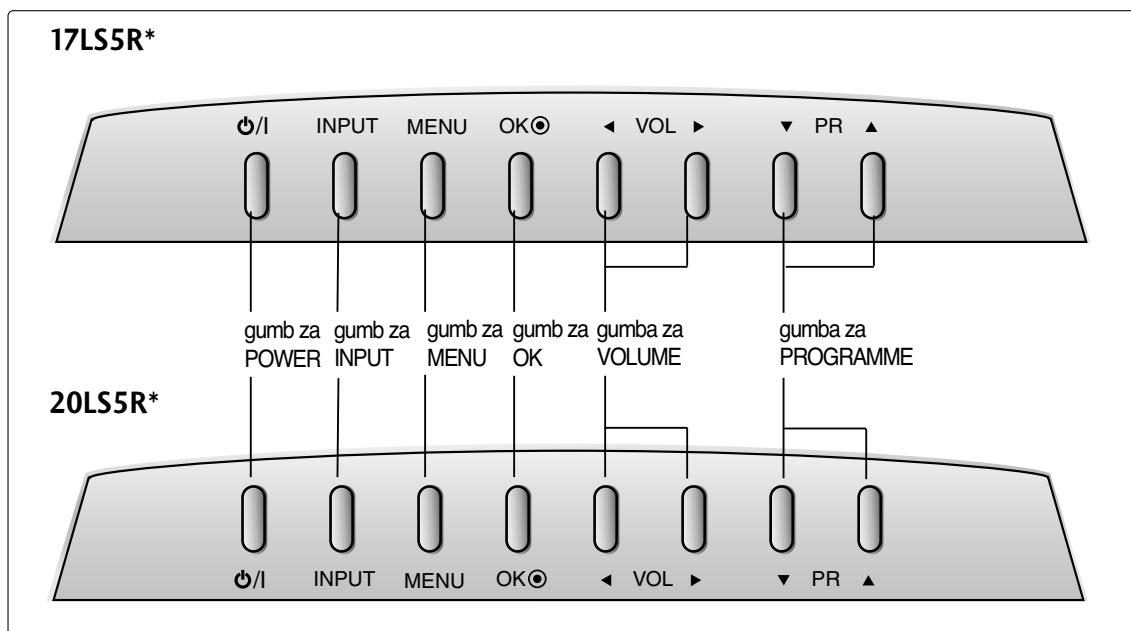 17LS5R*
⏻/I INPUT MENU OK◉ ◄ VOL ► ▼ PR ▲
gumb za POWER
gumb za INPUT
gumb za MENU
gumb za OK
gumba za VOLUME
gumba za PROGRAMME
20LS5R*
⏻/I INPUT MENU OK◉ ◄ VOL ► ▼ PR ▲